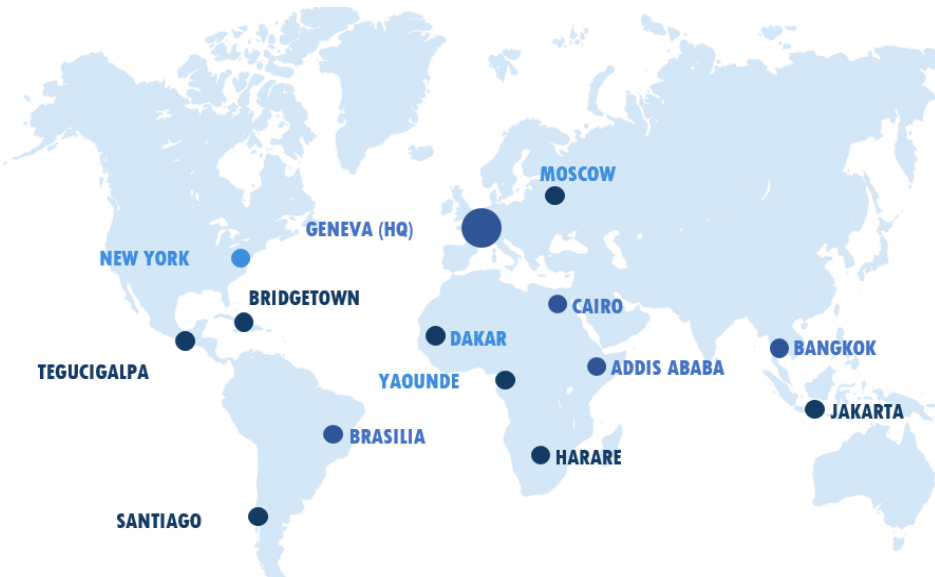 MOSCOW
GENEVA (HQ)
NEW YORK
BRIDGETOWN
CAIRO
DAKAR
BANGKOK
TEGUCIGALPA
YAOUNDE
ADDIS ABABA
JAKARTA
BRASILIA
HARARE
SANTIAGO